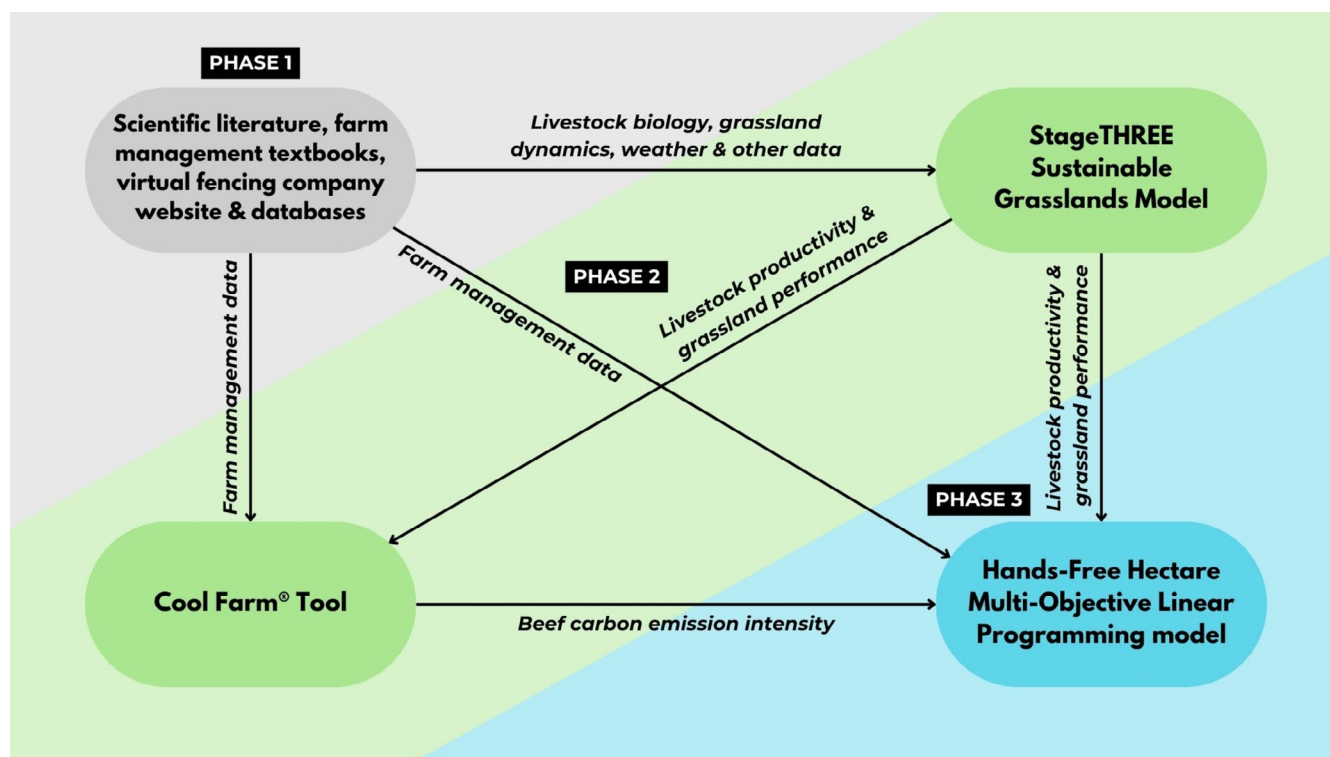 PHASE 1
Scientific literature, farm
management textbooks,
virtual fencing company
website & databases
Livestock biology, grassland
dynamics, weather & other data
StageTHREE
Sustainable
Grasslands Model
Farm management data
Farm management data
PHASE 2
Livestock productivity &
grassland performance
Livestock productivity &
grassland performance
PHASE 3
Cool Farm® Tool
Beef carbon emission intensity
Hands-Free Hectare
Multi-Objective Linear
Programming model